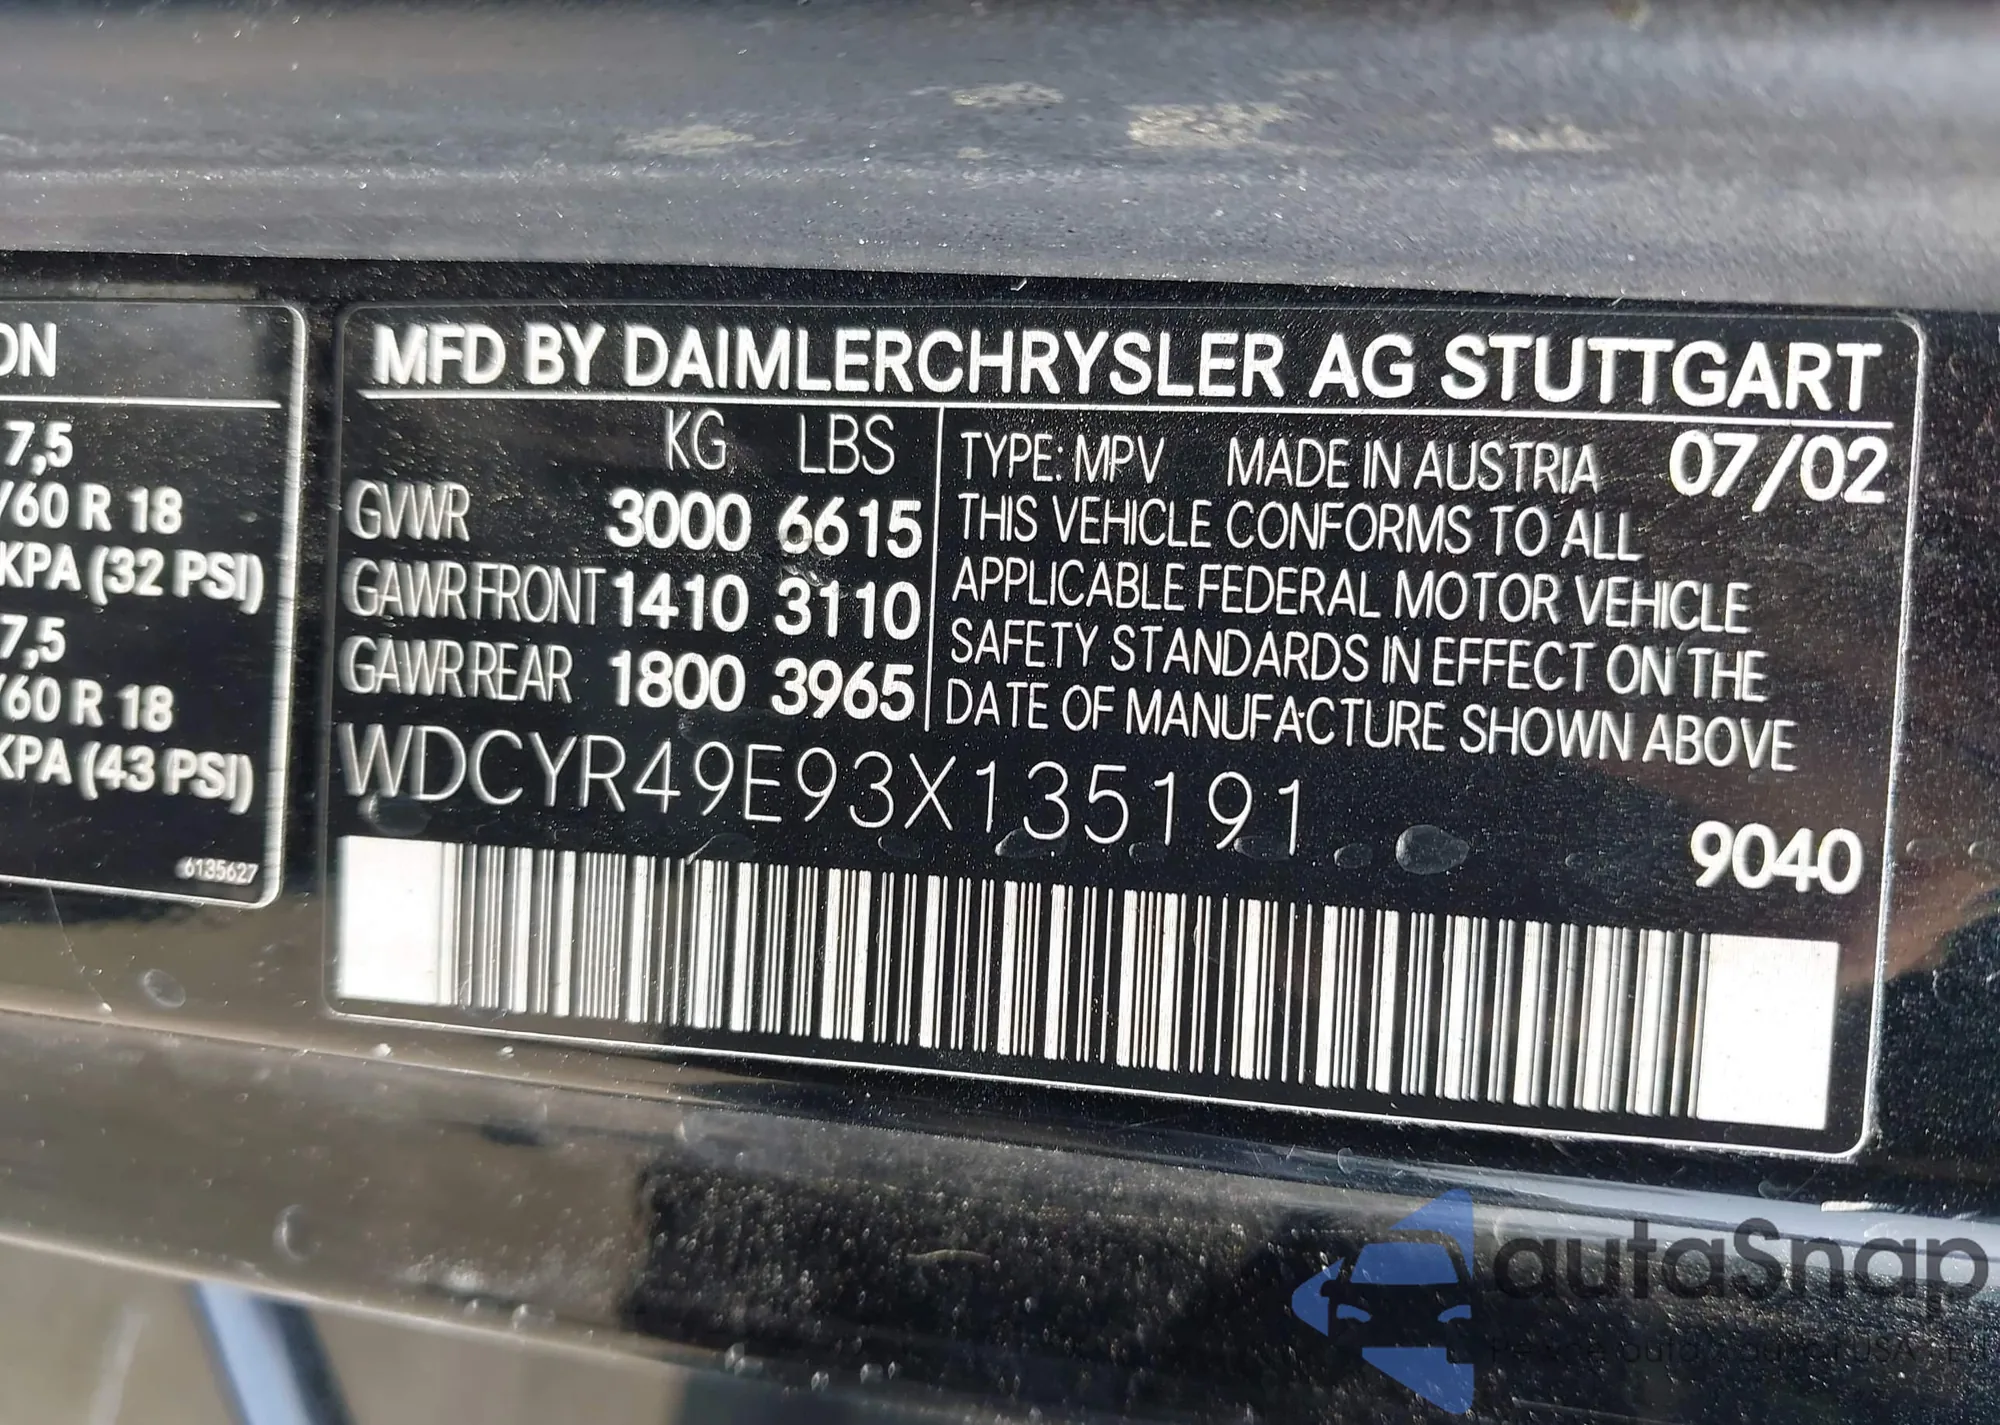 ON
7,5
/60 R 18
KPA (32 PSI)
7,5
/60 R 18
KPA (43 PSI)
6135627
MFD BY DAIMLERCHRYSLER AG STUTTGART
KG LBS
GVWR 3000 6615
GAWR FRONT 1410 3110
GAWR REAR 1800 3965
TYPE: MPV MADE IN AUSTRIA 07/02
THIS VEHICLE CONFORMS TO ALL
APPLICABLE FEDERAL MOTOR VEHICLE
SAFETY STANDARDS IN EFFECT ON THE
DATE OF MANUFACTURE SHOWN ABOVE
WDCYR49E93X135191
9040
autoSnap